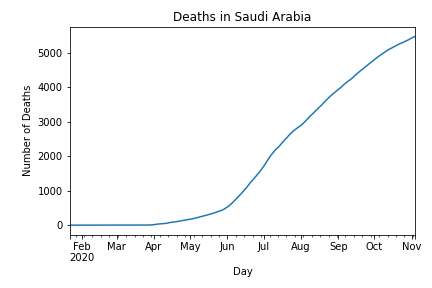 Deaths in Saudi Arabia
Number of Deaths
5000
4000
3000
2000
1000
0
Feb Mar Apr May Jun Jul Aug Sep Oct Nov
2020
Day